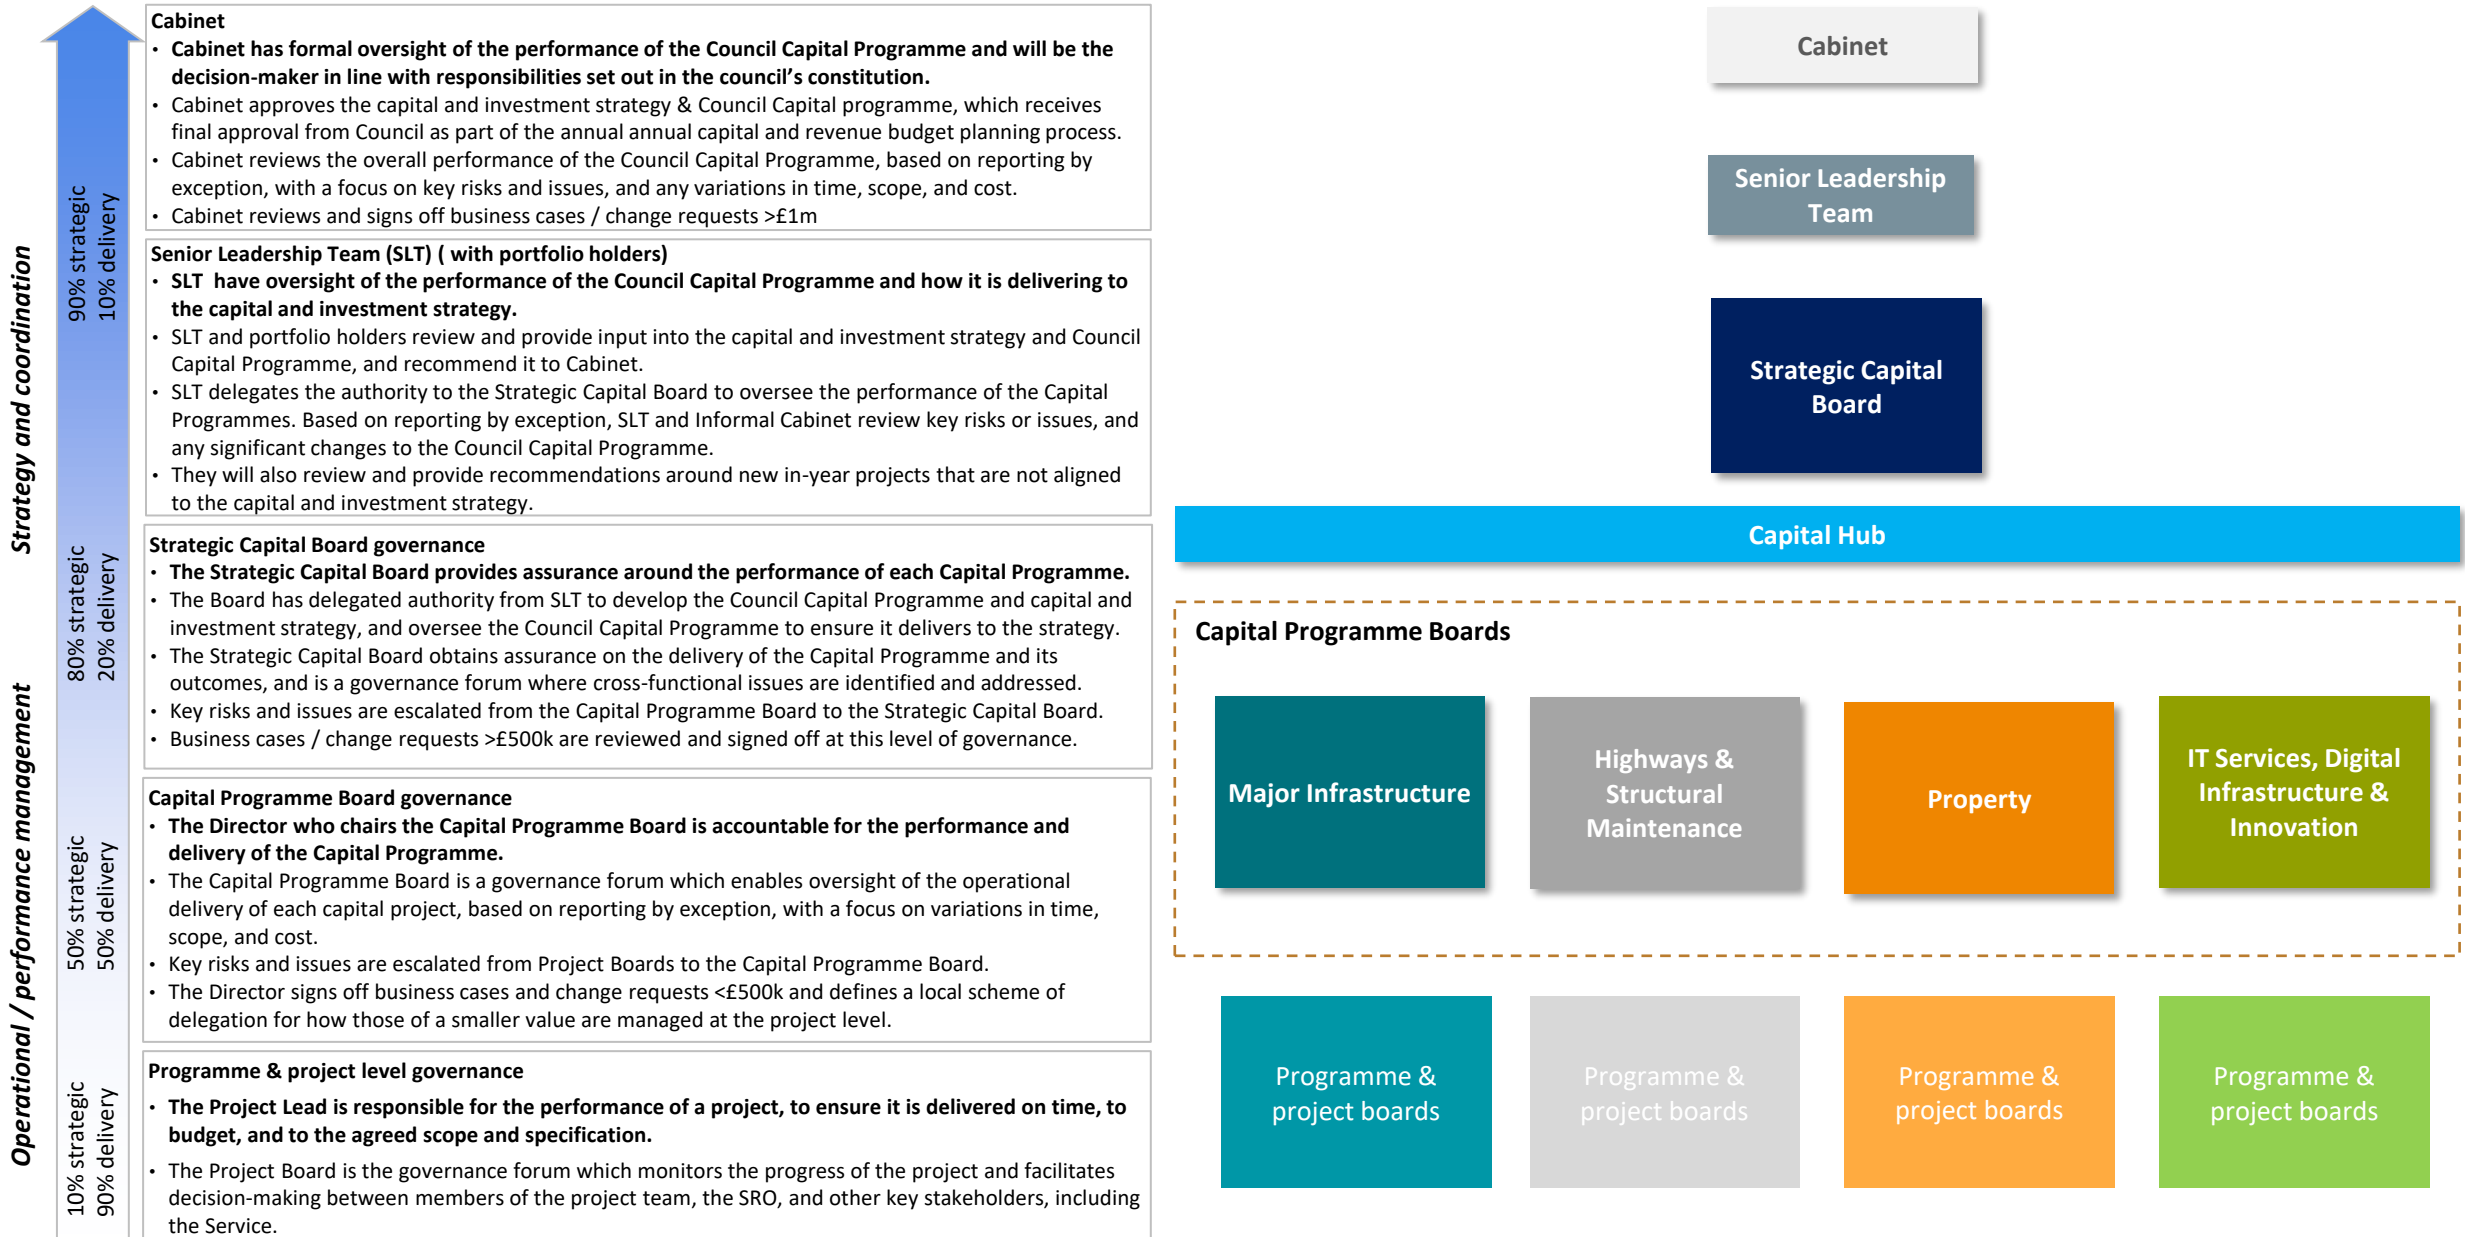 Strategy and coordination
Operational / performance management
90% strategic
10% delivery
80% strategic
20% delivery
50% strategic
50% delivery
10% strategic
90% delivery
Cabinet
• Cabinet has formal oversight of the performance of the Council Capital Programme and will be the
decision-maker in line with responsibilities set out in the council’s constitution.
• Cabinet approves the capital and investment strategy & Council Capital programme, which receives
final approval from Council as part of the annual annual capital and revenue budget planning process.
• Cabinet reviews the overall performance of the Council Capital Programme, based on reporting by
exception, with a focus on key risks and issues, and any variations in time, scope, and cost.
• Cabinet reviews and signs off business cases / change requests >£1m
Senior Leadership Team (SLT) ( with portfolio holders)
• SLT have oversight of the performance of the Council Capital Programme and how it is delivering to
the capital and investment strategy.
• SLT and portfolio holders review and provide input into the capital and investment strategy and Council
Capital Programme, and recommend it to Cabinet.
• SLT delegates the authority to the Strategic Capital Board to oversee the performance of the Capital
Programmes. Based on reporting by exception, SLT and Informal Cabinet review key risks or issues, and
any significant changes to the Council Capital Programme.
• They will also review and provide recommendations around new in-year projects that are not aligned
to the capital and investment strategy.
Strategic Capital Board governance
• The Strategic Capital Board provides assurance around the performance of each Capital Programme.
• The Board has delegated authority from SLT to develop the Council Capital Programme and capital and
investment strategy, and oversee the Council Capital Programme to ensure it delivers to the strategy.
• The Strategic Capital Board obtains assurance on the delivery of the Capital Programme and its
outcomes, and is a governance forum where cross-functional issues are identified and addressed.
• Key risks and issues are escalated from the Capital Programme Board to the Strategic Capital Board.
• Business cases / change requests >£500k are reviewed and signed off at this level of governance.
Capital Programme Board governance
• The Director who chairs the Capital Programme Board is accountable for the performance and
delivery of the Capital Programme.
• The Capital Programme Board is a governance forum which enables oversight of the operational
delivery of each capital project, based on reporting by exception, with a focus on variations in time,
scope, and cost.
• Key risks and issues are escalated from Project Boards to the Capital Programme Board.
• The Director signs off business cases and change requests <£500k and defines a local scheme of
delegation for how those of a smaller value are managed at the project level.
Programme & project level governance
• The Project Lead is responsible for the performance of a project, to ensure it is delivered on time, to
budget, and to the agreed scope and specification.
• The Project Board is the governance forum which monitors the progress of the project and facilitates
decision-making between members of the project team, the SRO, and other key stakeholders, including
the Service.
Cabinet
Senior Leadership
Team
Strategic Capital
Board
Capital Hub
Capital Programme Boards
Major Infrastructure
Highways &
Structural
Maintenance
Property
IT Services, Digital
Infrastructure &
Innovation
Programme &
project boards
Programme &
project boards
Programme &
project boards
Programme &
project boards